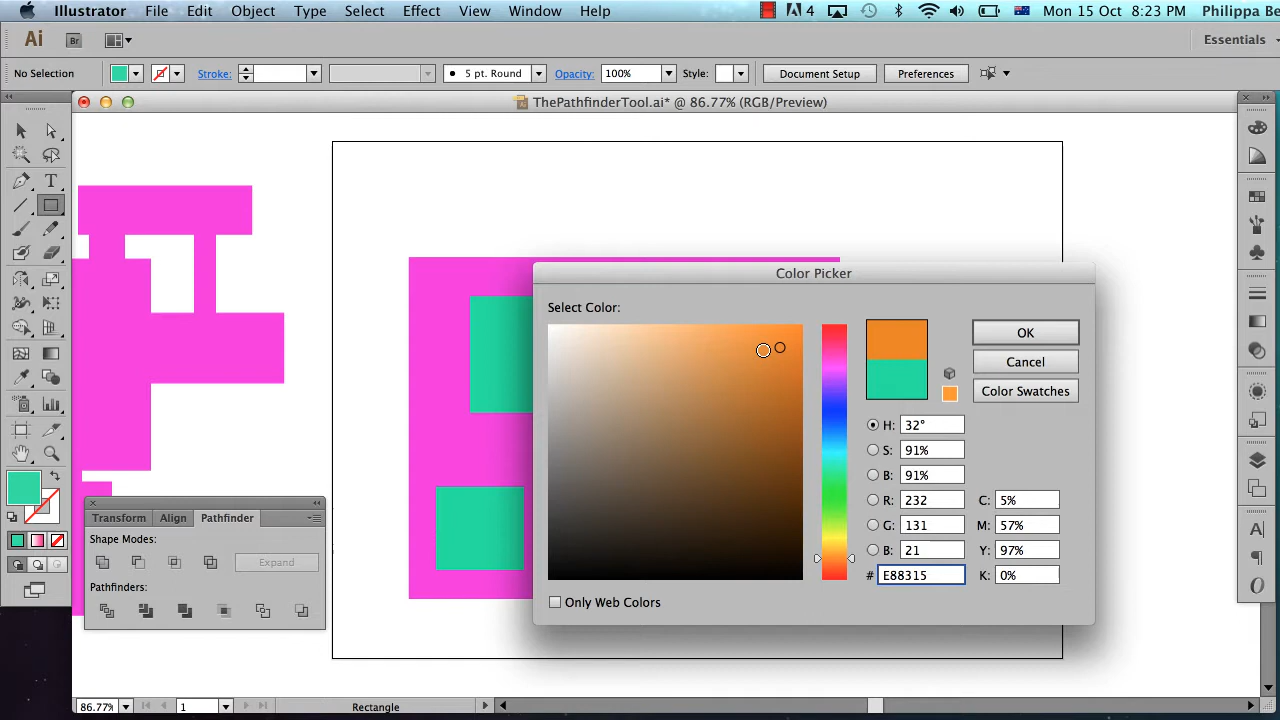 Illustrator File Edit Object Type Select Effect View Window Help 4 Mon 15 Oct 8:23 PM Philippa Be
Ai Br Essentials
No Selection Stroke: 5 pt. Round Opacity: 100% Style: Document Setup Preferences
ThePathfinderTool.ai* @ 86.77% (RGB/Preview)
T
Color Picker
Select Color:
OK
Cancel
Color Swatches
H: 32°
S: 91%
B: 91%
R: 232 C: 5%
G: 131 M: 57%
B: 21 Y: 97%
# E88315 K: 0%
Only Web Colors
Transform Align Pathfinder
Shape Modes:
Expand
Pathfinders:
A
¶
O
86.77% 1 Rectangle